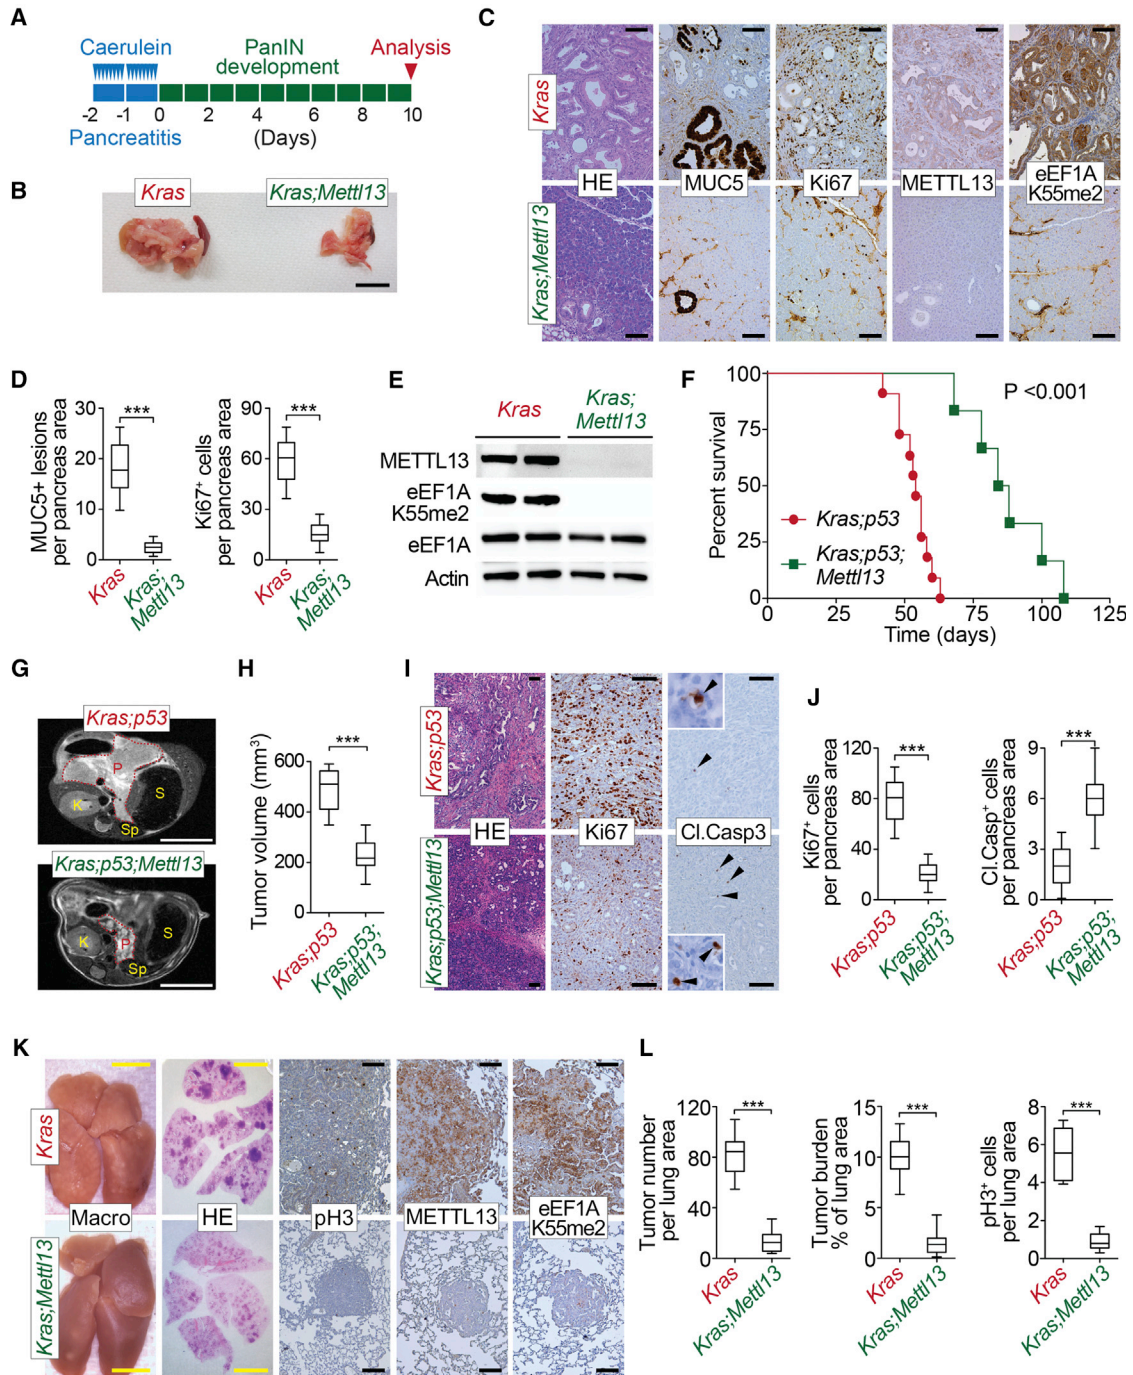 A
Caerulein
PanIN
development
Analysis
-2 -1 0 2 4 6 8 10
Pancreatitis
(Days)
B
Kras
Kras;Mettl13
C
Kras
Kras;Mettl13
HE
MUC5
Ki67
METTL13
eEF1A
K55me2
D
MUC5+ lesions
per pancreas area
30
20
10
0
***
Kras
Kras;
Mettl13
Ki67+ cells
per pancreas area
90
60
30
0
***
Kras
Kras;
Mettl13
E
Kras
Kras;
Mettl13
METTL13
eEF1A
K55me2
eEF1A
Actin
F
Percent survival
100
75
50
25
0
P <0.001
Kras;p53
Kras;p53;
Mettl13
0 25 50 75 100 125
Time (days)
G
Kras;p53
P
K
S
Sp
Kras;p53;Mettl13
K
P
S
Sp
H
Tumor volume (mm3)
600
400
200
0
***
Kras;p53
Kras;p53;
Mettl13
I
Kras;p53
Kras;p53;Mettl13
HE
Ki67
Cl.Casp3
J
Ki67+ cells
per pancreas area
120
80
40
0
***
Kras;p53
Kras;p53;
Mettl13
Cl.Casp+ cells
per pancreas area
9
6
3
0
***
Kras;p53
Kras;p53;
Mettl13
K
Kras
Kras;Mettl13
Macro
HE
pH3
METTL13
eEF1A
K55me2
L
Tumor number
per lung area
120
80
40
0
***
Kras
Kras;Mettl13
Tumor burden
% of lung area
15
10
5
0
***
Kras
Kras;Mettl13
pH3+ cells
per lung area
8
6
4
2
0
***
Kras
Kras;Mettl13